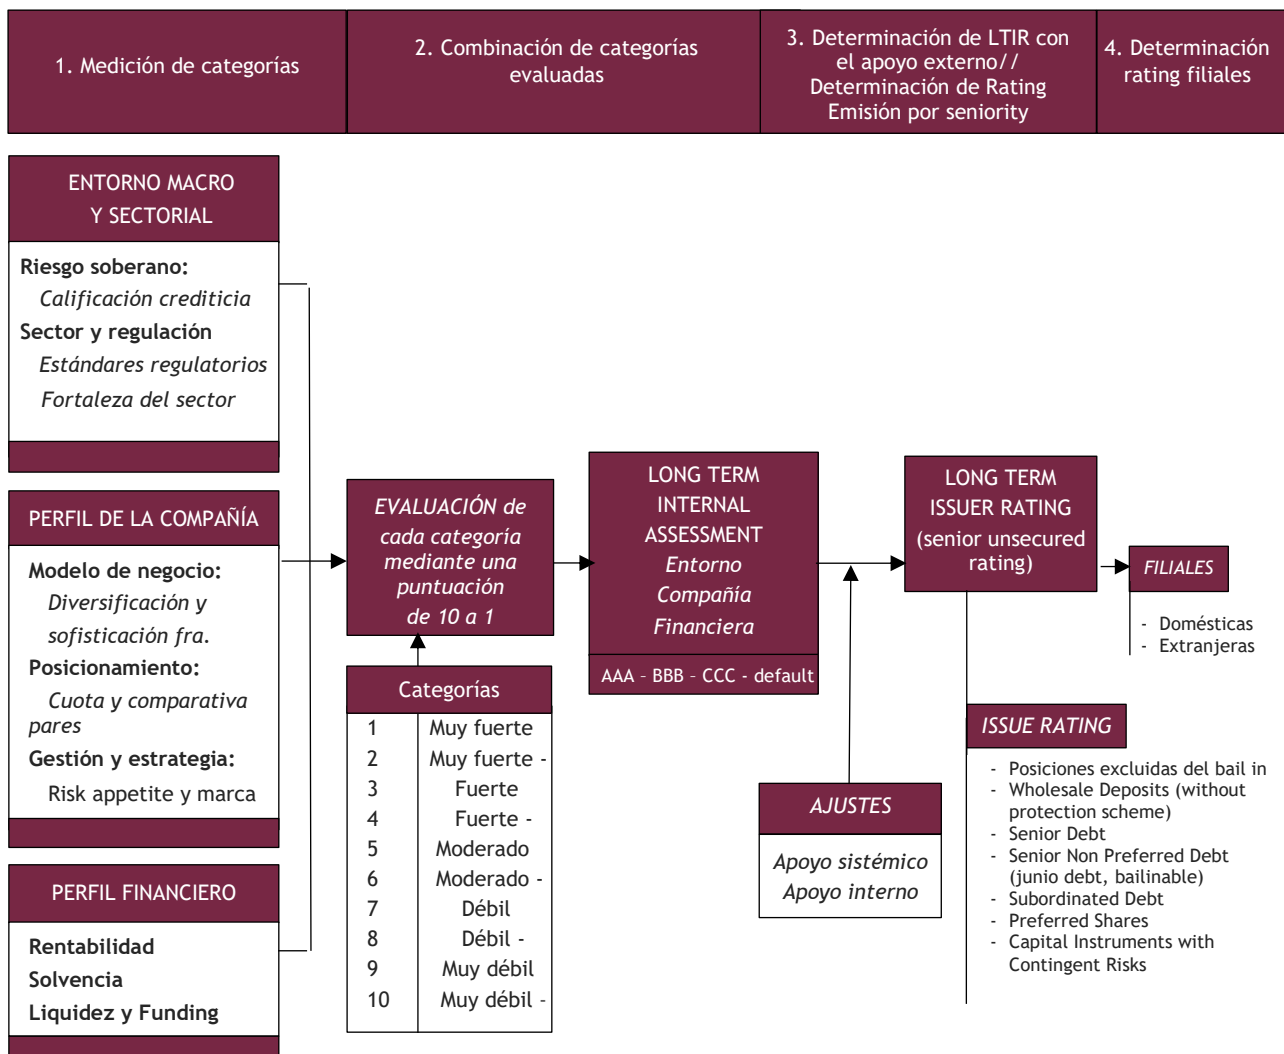 1. Medición de categorías
2. Combinación de categorías
evaluadas
3. Determinación de LTIR con
el apoyo externo//
Determinación de Rating
Emisión por seniority
4. Determinación
rating filiales
ENTORNO MACRO
Y SECTORIAL
Riesgo soberano:
Calificación crediticia
Sector y regulación
Estándares regulatorios
Fortaleza del sector
PERFIL DE LA COMPAÑÍA
Modelo de negocio:
Diversificación y
sofisticación fra.
Posicionamiento:
Cuota y comparativa
pares
Gestión y estrategia:
Risk appetite y marca
PERFIL FINANCIERO
Rentabilidad
Solvencia
Liquidez y Funding
EVALUACIÓN de
cada categoría
mediante una
puntuación
de 10 a 1
Categorías
1 Muy fuerte
2 Muy fuerte -
3 Fuerte
4 Fuerte -
5 Moderado
6 Moderado -
7 Débil
8 Débil -
9 Muy débil
10 Muy débil -
LONG TERM
INTERNAL
ASSESSMENT
Entorno
Compañía
Financiera
AAA – BBB – CCC - default
AJUSTES
Apoyo sistémico
Apoyo interno
LONG TERM
ISSUER RATING
(senior unsecured
rating)
FILIALES
- Domésticas
- Extranjeras
ISSUE RATING
- Posiciones excluidas del bail in
- Wholesale Deposits (without
protection scheme)
- Senior Debt
- Senior Non Preferred Debt
(junio debt, bailinable)
- Subordinated Debt
- Preferred Shares
- Capital Instruments with
Contingent Risks